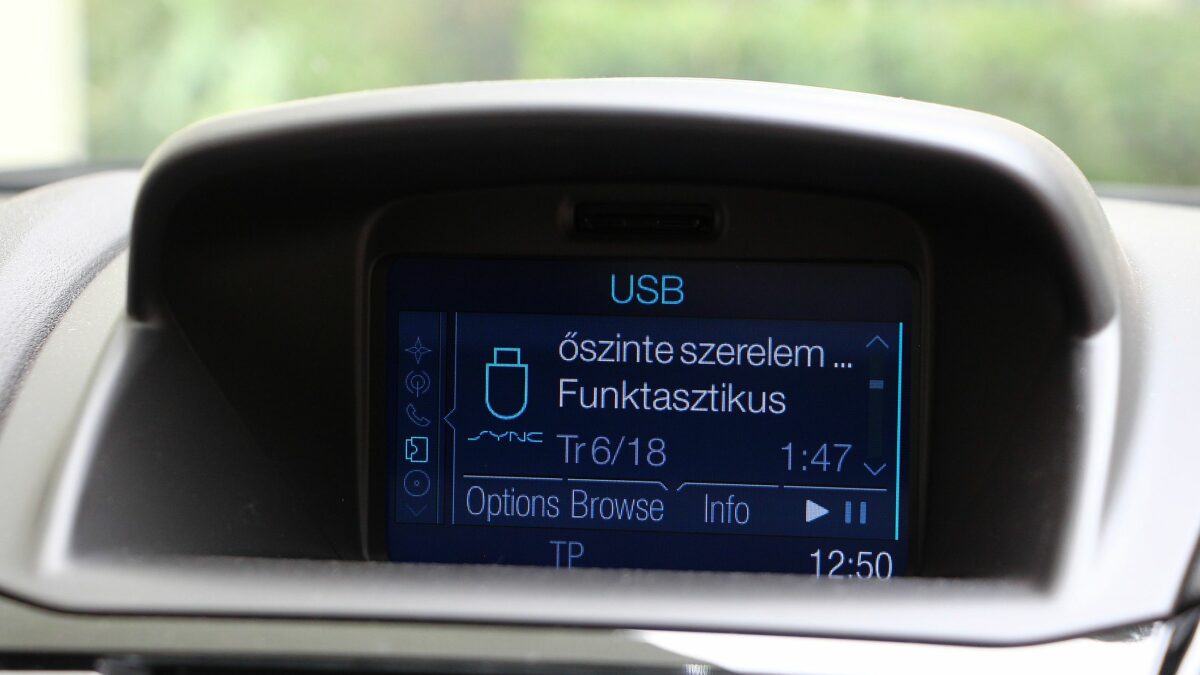 USB
őszinte szerelem ...
Funktasztikus
SYNC
Tr 6/18 1:47
Options Browse Info
TP 12:50